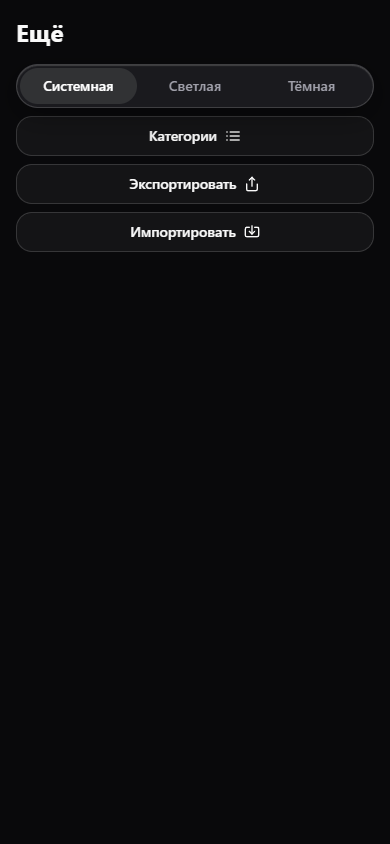 Ещё
Системная Светлая Тёмная
Категории
Экспортировать
Импортировать